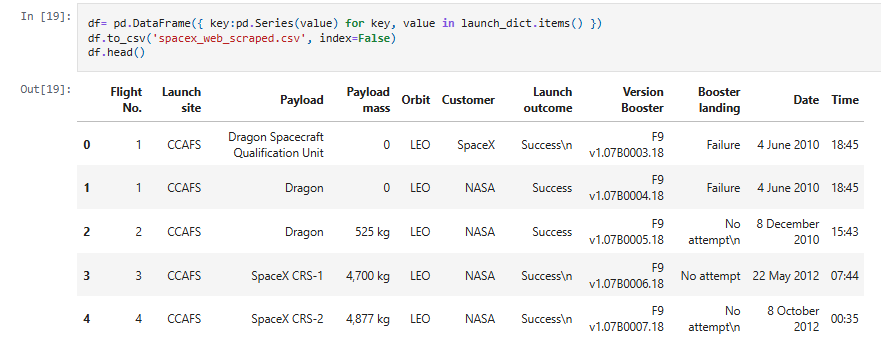 In [19]:
df= pd.DataFrame({ key:pd.Series(value) for key, value in launch_dict.items() })
df.to_csv('spacex_web_scraped.csv', index=False)
df.head()
Out[19]:
Flight No. Launch site Payload Payload mass Orbit Customer Launch outcome Version Booster Booster landing Date Time
0 1 CCAFS Dragon Spacecraft Qualification Unit 0 LEO SpaceX Success\n F9 v1.07B0003.18 Failure 4 June 2010 18:45
1 1 CCAFS Dragon 0 LEO NASA Success F9 v1.07B0004.18 Failure 4 June 2010 18:45
2 2 CCAFS Dragon 525 kg LEO NASA Success F9 v1.07B0005.18 No attempt\n 8 December 2010 15:43
3 3 CCAFS SpaceX CRS-1 4,700 kg LEO NASA Success\n F9 v1.07B0006.18 No attempt 22 May 2012 07:44
4 4 CCAFS SpaceX CRS-2 4,877 kg LEO NASA Success\n F9 v1.07B0007.18 No attempt\n 8 October 2012 00:35